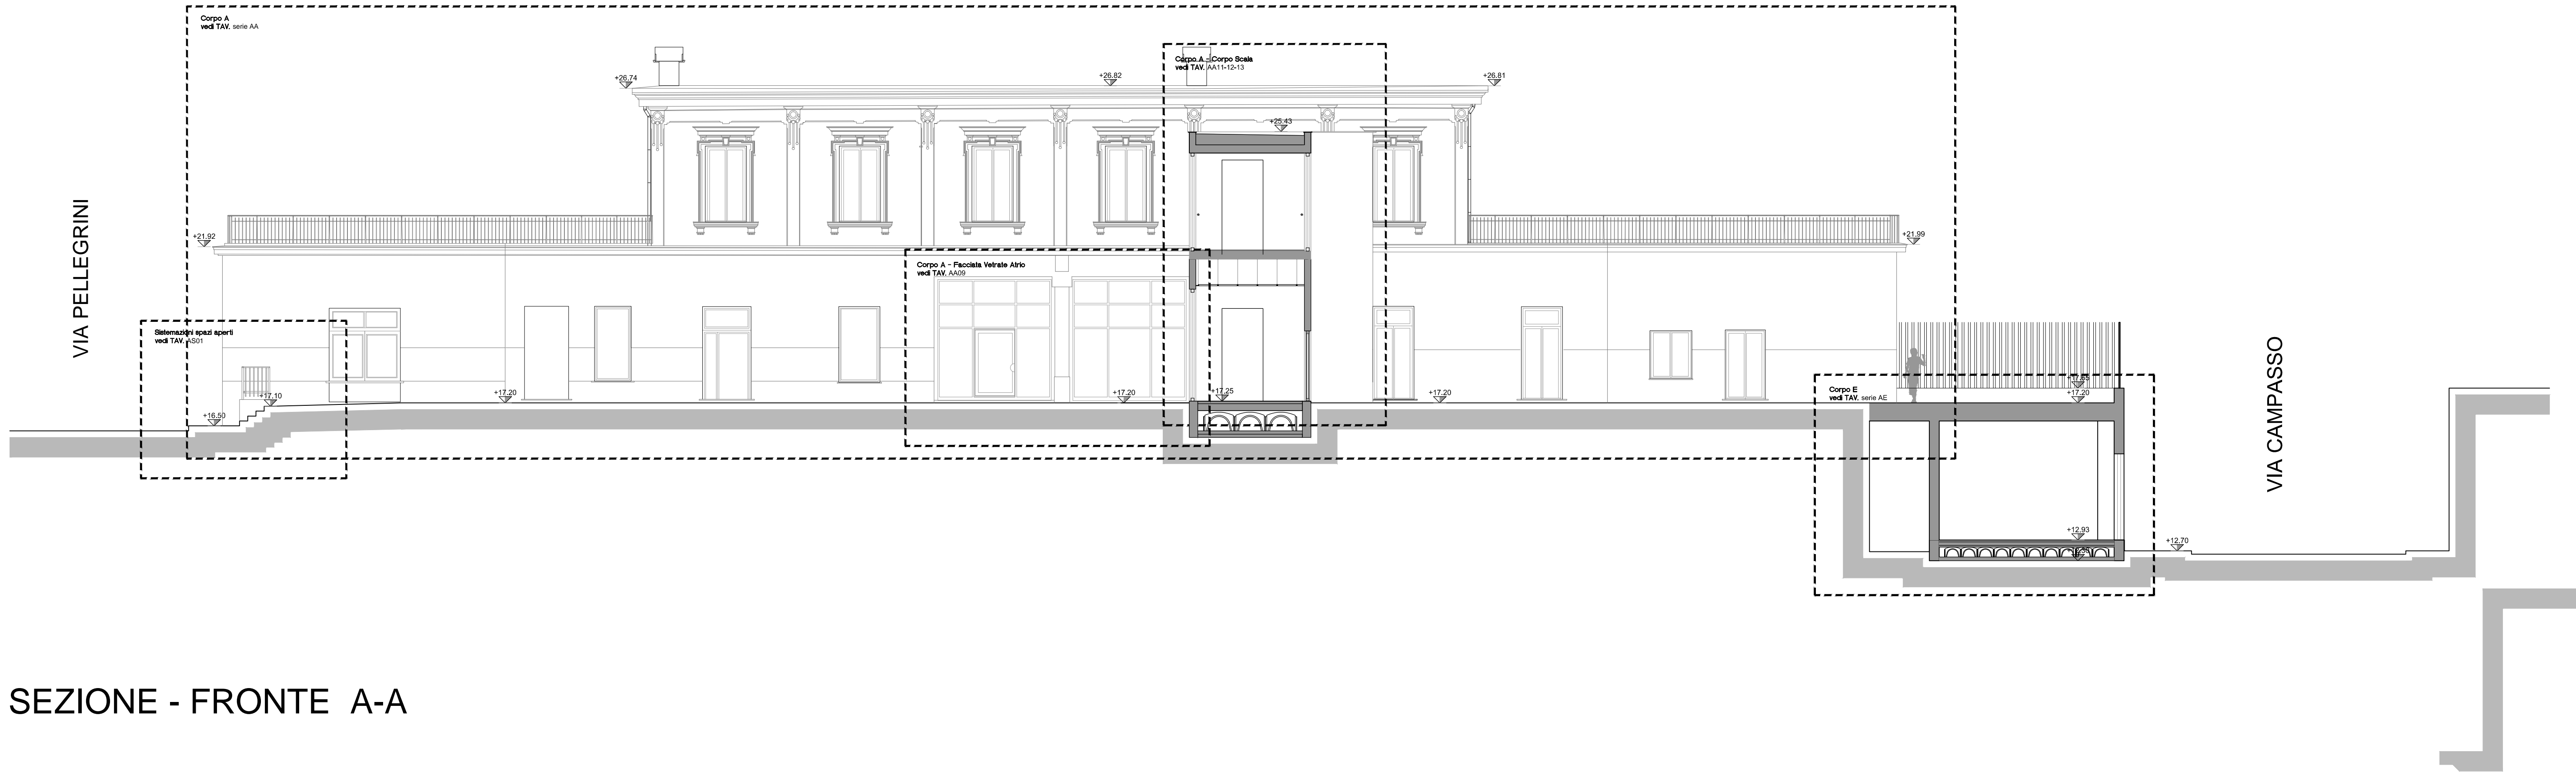 Corpo A
vedi TAV. serie AA
Corpo A - Corpo Scala
vedi TAV. AA11-12-13
+26.74
+26.82
+26.81
+25.43
VIA PELLEGRINI
+21.92
+21.99
Corpo A - Facciata Vetrate Atrio
vedi TAV. AA09
Sistemazioni spazi aperti
vedi TAV. AS01
VIA CAMPASSO
Corpo E
vedi TAV. serie AE
+17.20
+17.10
+16.50
+17.20
+17.20
+17.25
+17.20
+12.93
+12.70
SEZIONE - FRONTE A-A